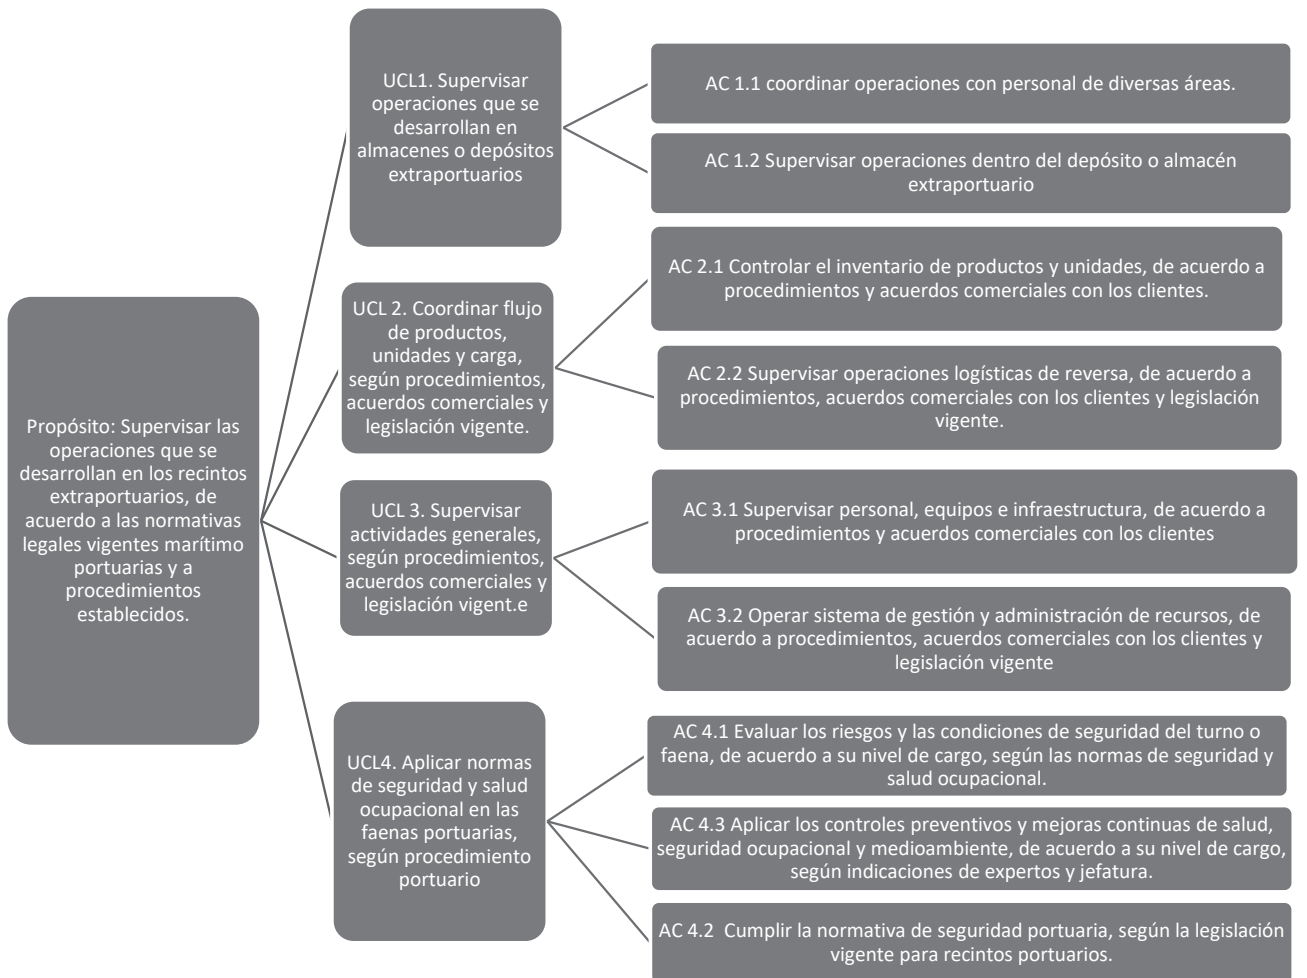 Propósito: Supervisar las
operaciones que se
desarrollan en los recintos
extraportuarios, de
acuerdo a las normativas
legales vigentes marítimo
portuarias y a
procedimientos
establecidos.
UCL1. Supervisar
operaciones que se
desarrollan en
almacenes o depósitos
extraportuarios
AC 1.1 coordinar operaciones con personal de diversas áreas.
AC 1.2 Supervisar operaciones dentro del depósito o almacén
extraportuario
UCL 2. Coordinar flujo
de productos,
unidades y carga,
según procedimientos,
acuerdos comerciales y
legislación vigente.
AC 2.1 Controlar el inventario de productos y unidades, de acuerdo a
procedimientos y acuerdos comerciales con los clientes.
AC 2.2 Supervisar operaciones logísticas de reversa, de acuerdo a
procedimientos, acuerdos comerciales con los clientes y legislación
vigente.
UCL 3. Supervisar
actividades generales,
según procedimientos,
acuerdos comerciales y
legislación vigent.e
AC 3.1 Supervisar personal, equipos e infraestructura, de acuerdo a
procedimientos y acuerdos comerciales con los clientes
AC 3.2 Operar sistema de gestión y administración de recursos, de
acuerdo a procedimientos, acuerdos comerciales con los clientes y
legislación vigente
UCL4. Aplicar normas
de seguridad y salud
ocupacional en las
faenas portuarias,
según procedimiento
portuario
AC 4.1 Evaluar los riesgos y las condiciones de seguridad del turno o
faena, de acuerdo a su nivel de cargo, según las normas de seguridad y
salud ocupacional.
AC 4.3 Aplicar los controles preventivos y mejoras continuas de salud,
seguridad ocupacional y medioambiente, de acuerdo a su nivel de cargo,
según indicaciones de expertos y jefatura.
AC 4.2 Cumplir la normativa de seguridad portuaria, según la legislación
vigente para recintos portuarios.